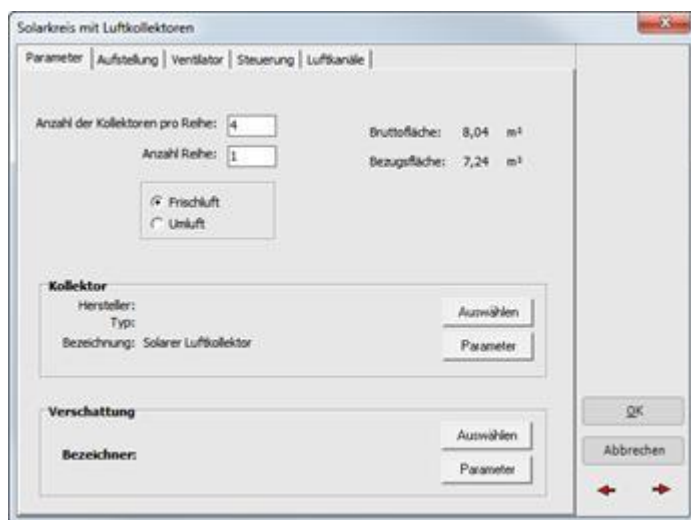 Solarkreis mit Luftkollektoren
Parameter Aufstellung Ventilator Steuerung Luftkanäle
Anzahl der Kollektoren pro Reihe: 4
Bruttofläche: 8,04 m²
Anzahl Reihe: 1
Bezugsfläche: 7,24 m²
Frischluft
Umluft
Kollektor
Hersteller:
Typ:
Auswählen
Bezeichnung: Solarer Luftkollektor
Parameter
Verschattung
Auswählen
Bezeichner:
Parameter
OK
Abbrechen